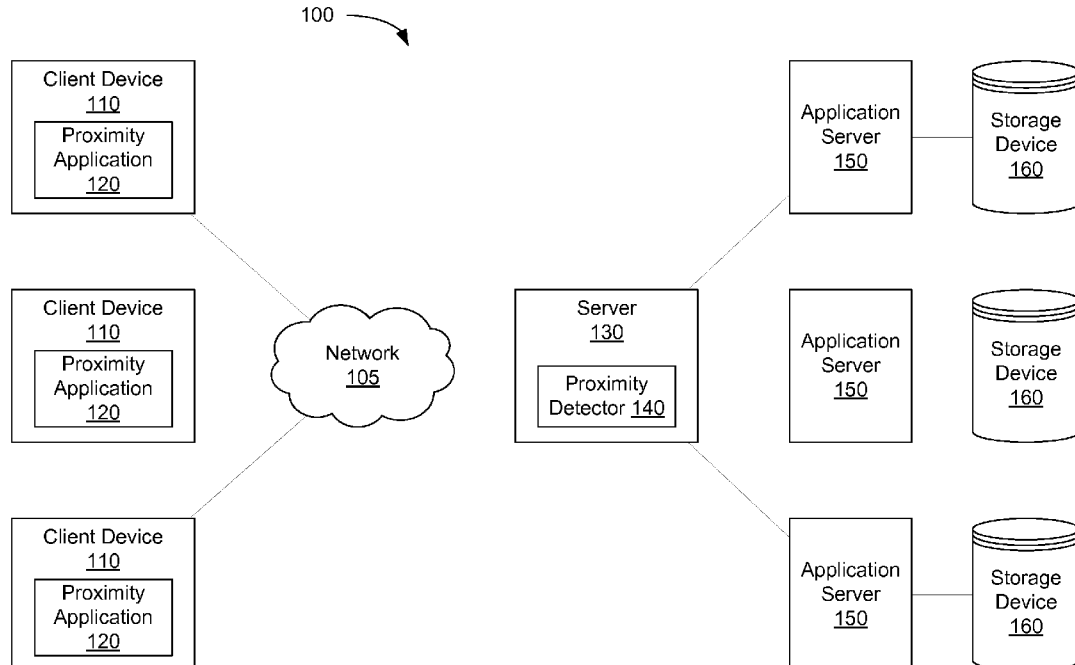 100
Client Device
110
Proximity
Application
120
Client Device
110
Proximity
Application
120
Client Device
110
Proximity
Application
120
Network
105
Server
130
Proximity
Detector 140
Application
Server
150
Storage
Device
160
Application
Server
150
Storage
Device
160
Application
Server
150
Storage
Device
160